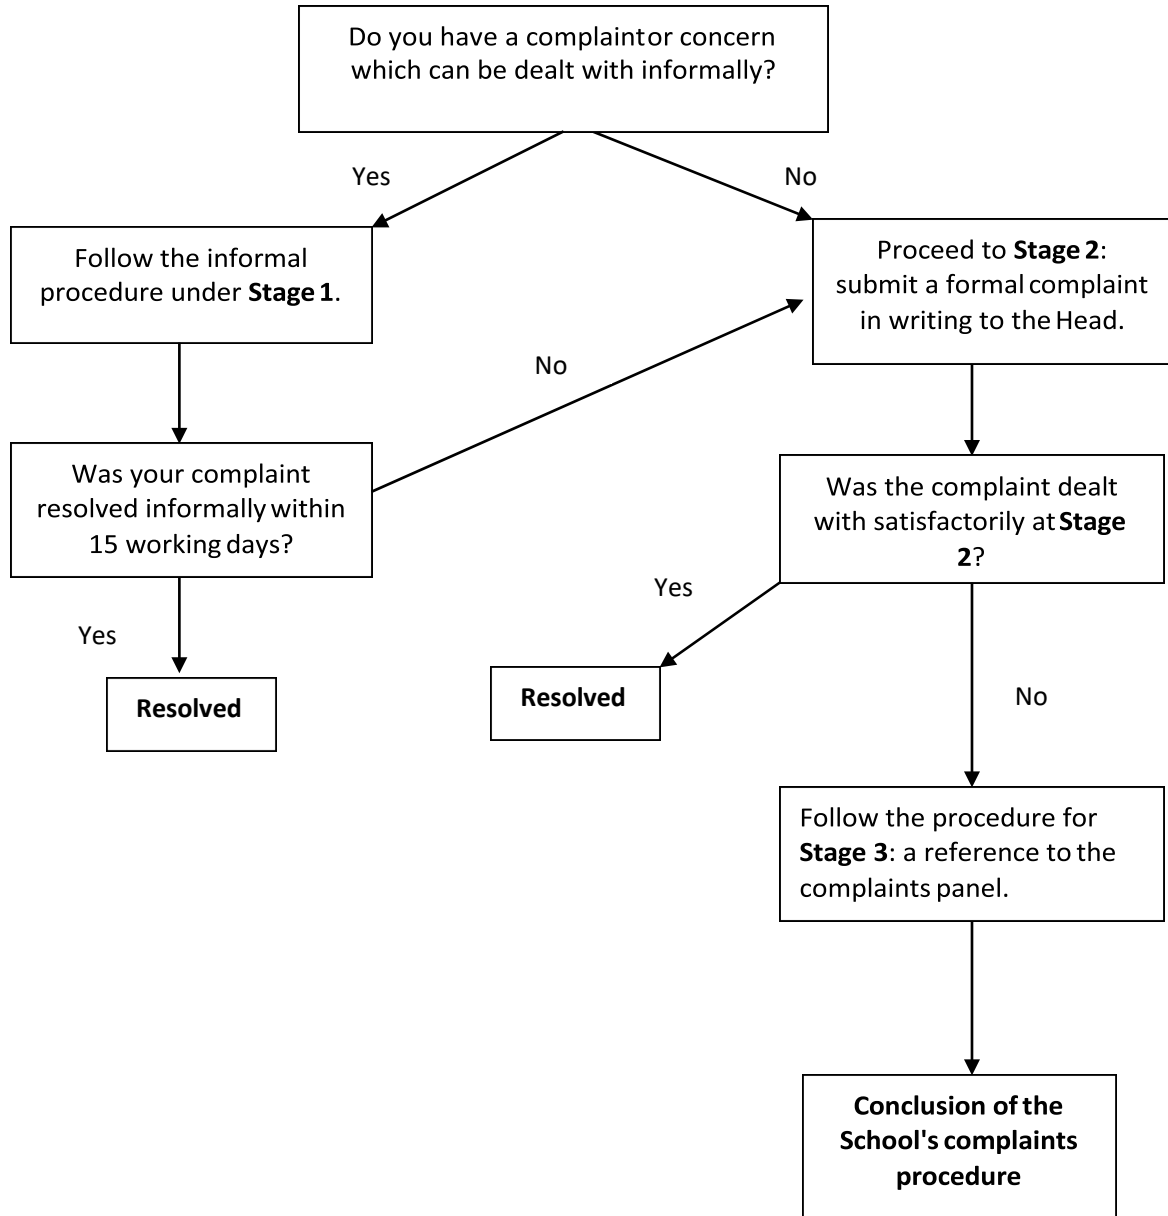 Do you have a complaint or concern
which can be dealt with informally?
Yes
No
Follow the informal
procedure under Stage 1.
Proceed to Stage 2:
submit a formal complaint
in writing to the Head.
No
Was your complaint
resolved informally within
15 working days?
Was the complaint dealt
with satisfactorily at Stage
2?
Yes
Yes
Resolved
Resolved
No
Follow the procedure for
Stage 3: a reference to the
complaints panel.
Conclusion of the
School's complaints
procedure